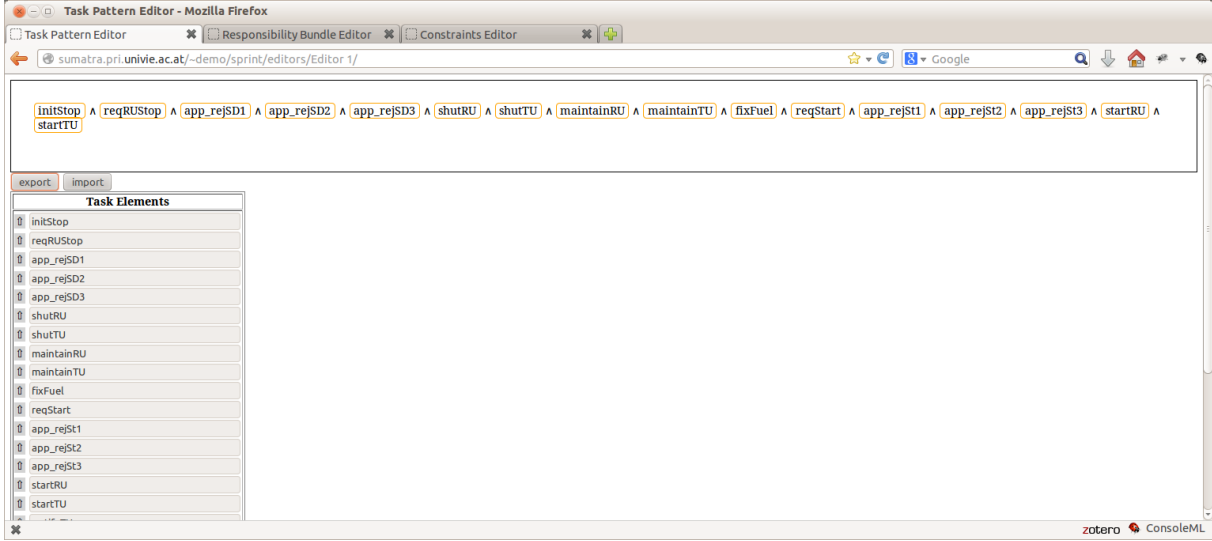 Task Pattern Editor - Mozilla Firefox
Task Pattern Editor Responsibility Bundle Editor Constraints Editor
sumatra.pri.univie.ac.at/~demo/sprint/editors/Editor 1/ Google
initStop ∧ reqRUStop ∧ app_rejSD1 ∧ app_rejSD2 ∧ app_rejSD3 ∧ shutRU ∧ shutTU ∧ maintainRU ∧ maintainTU ∧ fixFuel ∧ reqStart ∧ app_rejSt1 ∧ app_rejSt2 ∧ app_rejSt3 ∧ startRU ∧
startTU
export import
Task Elements
⇧ initStop
⇧ reqRUStop
⇧ app_rejSD1
⇧ app_rejSD2
⇧ app_rejSD3
⇧ shutRU
⇧ shutTU
⇧ maintainRU
⇧ maintainTU
⇧ fixFuel
⇧ reqStart
⇧ app_rejSt1
⇧ app_rejSt2
⇧ app_rejSt3
⇧ startRU
⇧ startTU
zotero ConsoleML